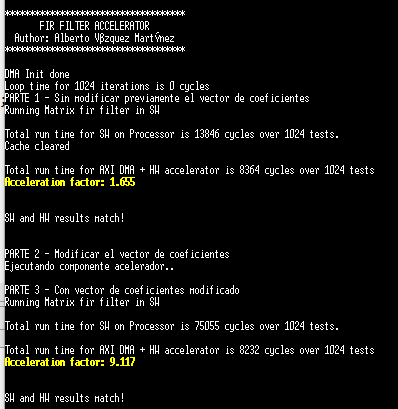 ************************************
FIR FILTER ACCELERATOR
Author: Alberto Vβzquez Martνnez
************************************
DMA Init done
Loop time for 1024 iterations is 0 cycles
PARTE 1 - Sin modificar previamente el vector de coeficientes
Running Matrix fir filter in SW
Total run time for SW on Processor is 13846 cycles over 1024 tests.
Cache cleared
Total run time for AXI DMA + HW accelerator is 8364 cycles over 1024 tests
Acceleration factor: 1.655
SW and HW results match!
PARTE 2 - Modificar el vector de coeficientes
Ejecutando componente acelerador..
PARTE 3 - Con vector de coeficientes modificado
Running Matrix fir filter in SW
Total run time for SW on Processor is 75055 cycles over 1024 tests.
Total run time for AXI DMA + HW accelerator is 8232 cycles over 1024 tests
Acceleration factor: 9.117
SW and HW results match!